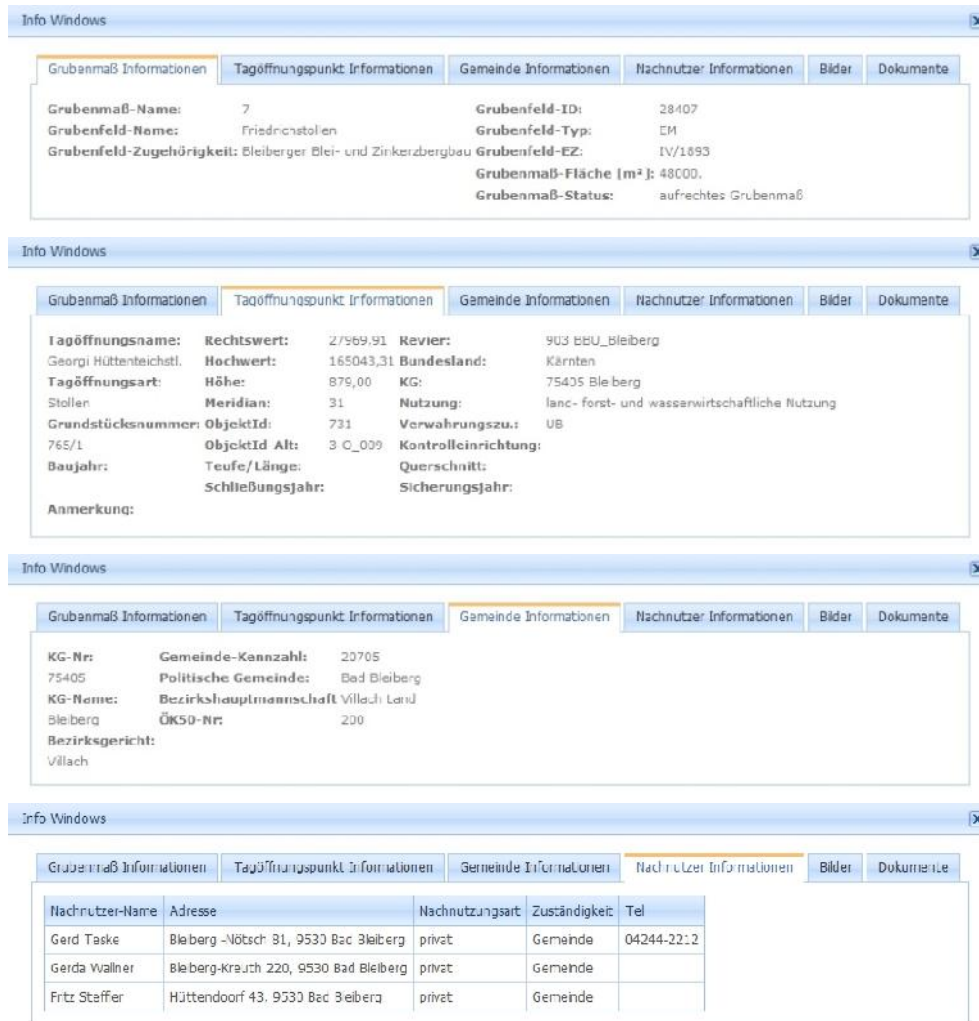 Info Windows
Grubenmaß Informationen Tagöffnungspunkt Informationen Gemeinde Informationen Nachnutzer Informationen Bilder Dokumente
Grubenmaß-Name: 7 Grubenfeld-ID: 28407
Grubenfeld-Name: Friedrichstollen Grubenfeld-Typ: EM
Grubenfeld-Zugehörigkeit: Bleiberger Blei- und Zinkerzbergbau Grubenfeld-EZ: IV/1893
Grubenmaß-Fläche [m²]: 48000.
Grubenmaß-Status: aufrechtes Grubenmaß
Info Windows
Grubenmaß Informationen Tagöffnungspunkt Informationen Gemeinde Informationen Nachnutzer Informationen Bilder Dokumente
Tagöffnungsname: Rechtswert: 27969,91 Revier: 903 BBU_Bleiberg
Georgi Hüttenteichstl. Hochwert: 165043,31 Bundesland: Kärnten
Tagöffnungsart: Höhe: 879,00 KG: 75405 Bleiberg
Stollen Meridian: 31 Nutzung: land- forst- und wasserwirtschaftliche Nutzung
Grundstücksnummer: ObjektId: 731 Verwahrungszu.: UB
765/1 ObjektId Alt: 3 O_009 Kontrolleinrichtung:
Baujahr: Teufe/Länge: Querschnitt:
Schließungsjahr: Sicherungsjahr:
Anmerkung:
Info Windows
Grubenmaß Informationen Tagöffnungspunkt Informationen Gemeinde Informationen Nachnutzer Informationen Bilder Dokumente
KG-Nr: Gemeinde-Kennzahl: 20705
75405 Politische Gemeinde: Bad Bleiberg
KG-Name: Bezirkshauptmannschaft Villach Land
Bleiberg ÖK50-Nr: 200
Bezirksgericht:
Villach
Info Windows
Grubenmaß Informationen Tagöffnungspunkt Informationen Gemeinde Informationen Nachnutzer Informationen Bilder Dokumente
Nachnutzer-Name Adresse Nachnutzungsart Zuständigkeit Tel
Gerd Taske Bleiberg -Nötsch 81, 9530 Bad Bleiberg privat Gemeinde 04244-2212
Gerda Wallner Bleiberg-Kreuth 220, 9530 Bad Bleiberg privat Gemeinde
Fritz Steffer Hüttendoorf 43, 9530 Bad Bleiberg privat Gemeinde